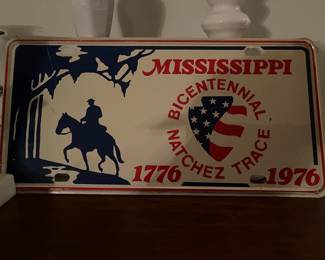 MISSISSIPPI
BICENTENNIAL
NATCHEZ TRACE
1776 1976